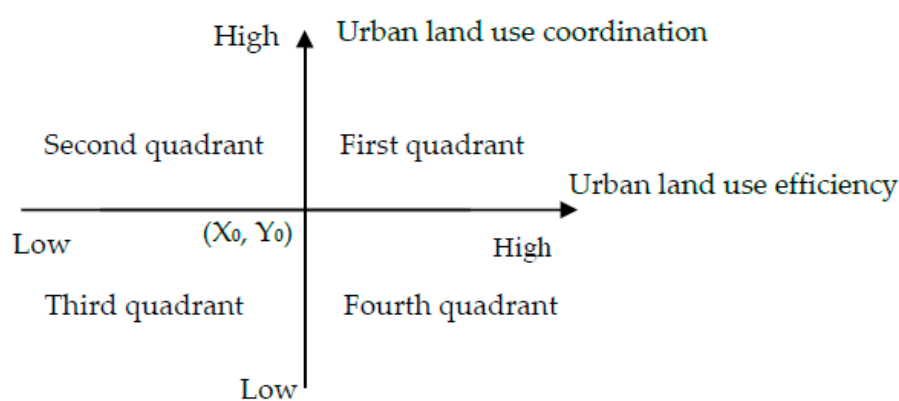 High
Urban land use coordination
Second quadrant
First quadrant
Urban land use efficiency
(X₀, Y₀)
Low
High
Third quadrant
Fourth quadrant
Low